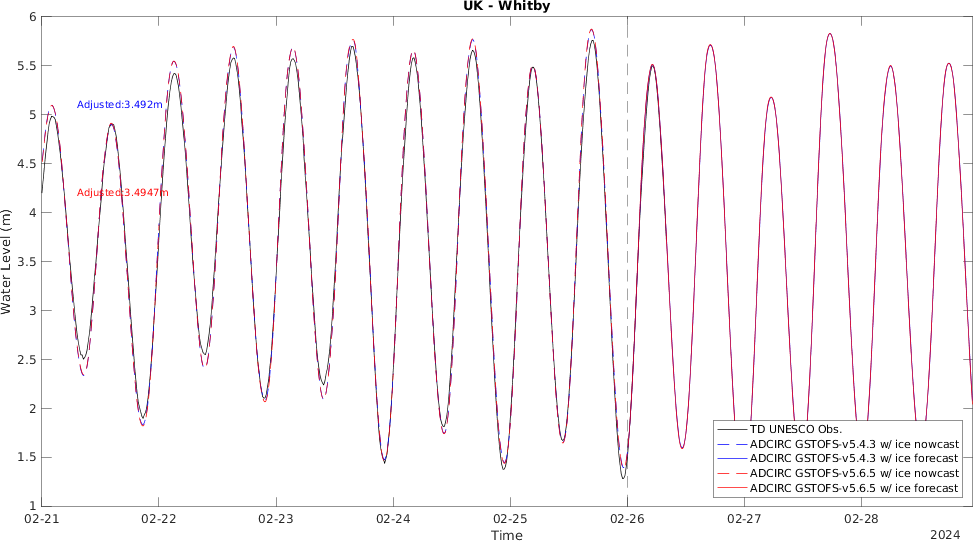 UK - Whitby
6
5.5
5
4.5
4
3.5
3
2.5
2
1.5
1
Water Level (m)
Adjusted:3.492m
Adjusted:3.4947m
TD UNESCO Obs.
ADCIRC GSTOFS-v5.4.3 w/ ice nowcast
ADCIRC GSTOFS-v5.4.3 w/ ice forecast
ADCIRC GSTOFS-v5.6.5 w/ ice nowcast
ADCIRC GSTOFS-v5.6.5 w/ ice forecast
02-21
02-22
02-23
02-24
02-25
02-26
02-27
02-28
Time
2024